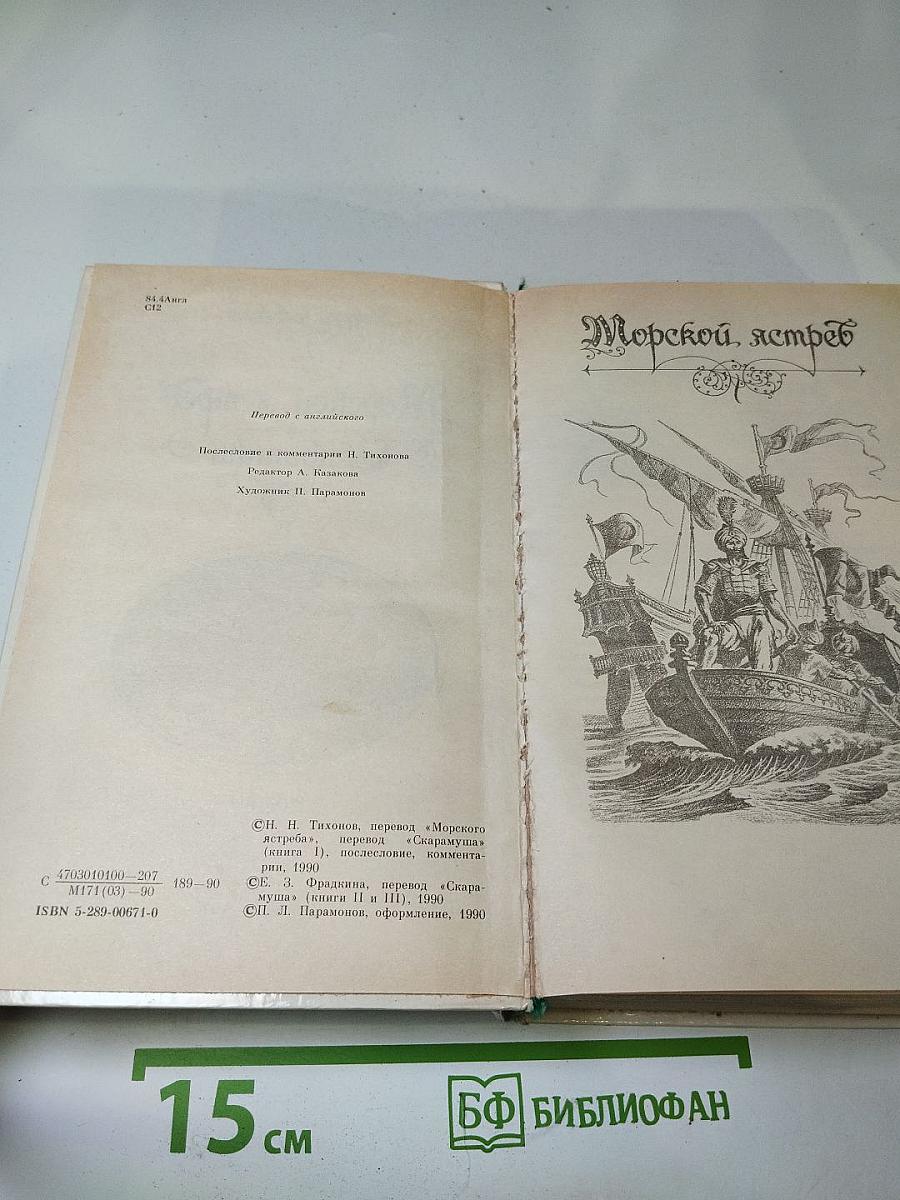 84.4Англ
С12
Перевод с английского
Послесловие и комментарии Н. Тихонова
Редактор А. Казакова
Художник П. Парамонов
©Н. Н. Тихонов, перевод «Морского
ястреба», перевод «Скарамуша»
(книга I), послесловие, коммента-
рии, 1990
©Е. З. Фрадкина, перевод «Скара-
муша» (книги II и III), 1990
©П. Л. Парамонов, оформление, 1990
С 4703010100—207
М171(03)—90
189—90
ISBN 5-289-00671-0
Морской ястреб
15 см
БФ БИБЛИОФАН